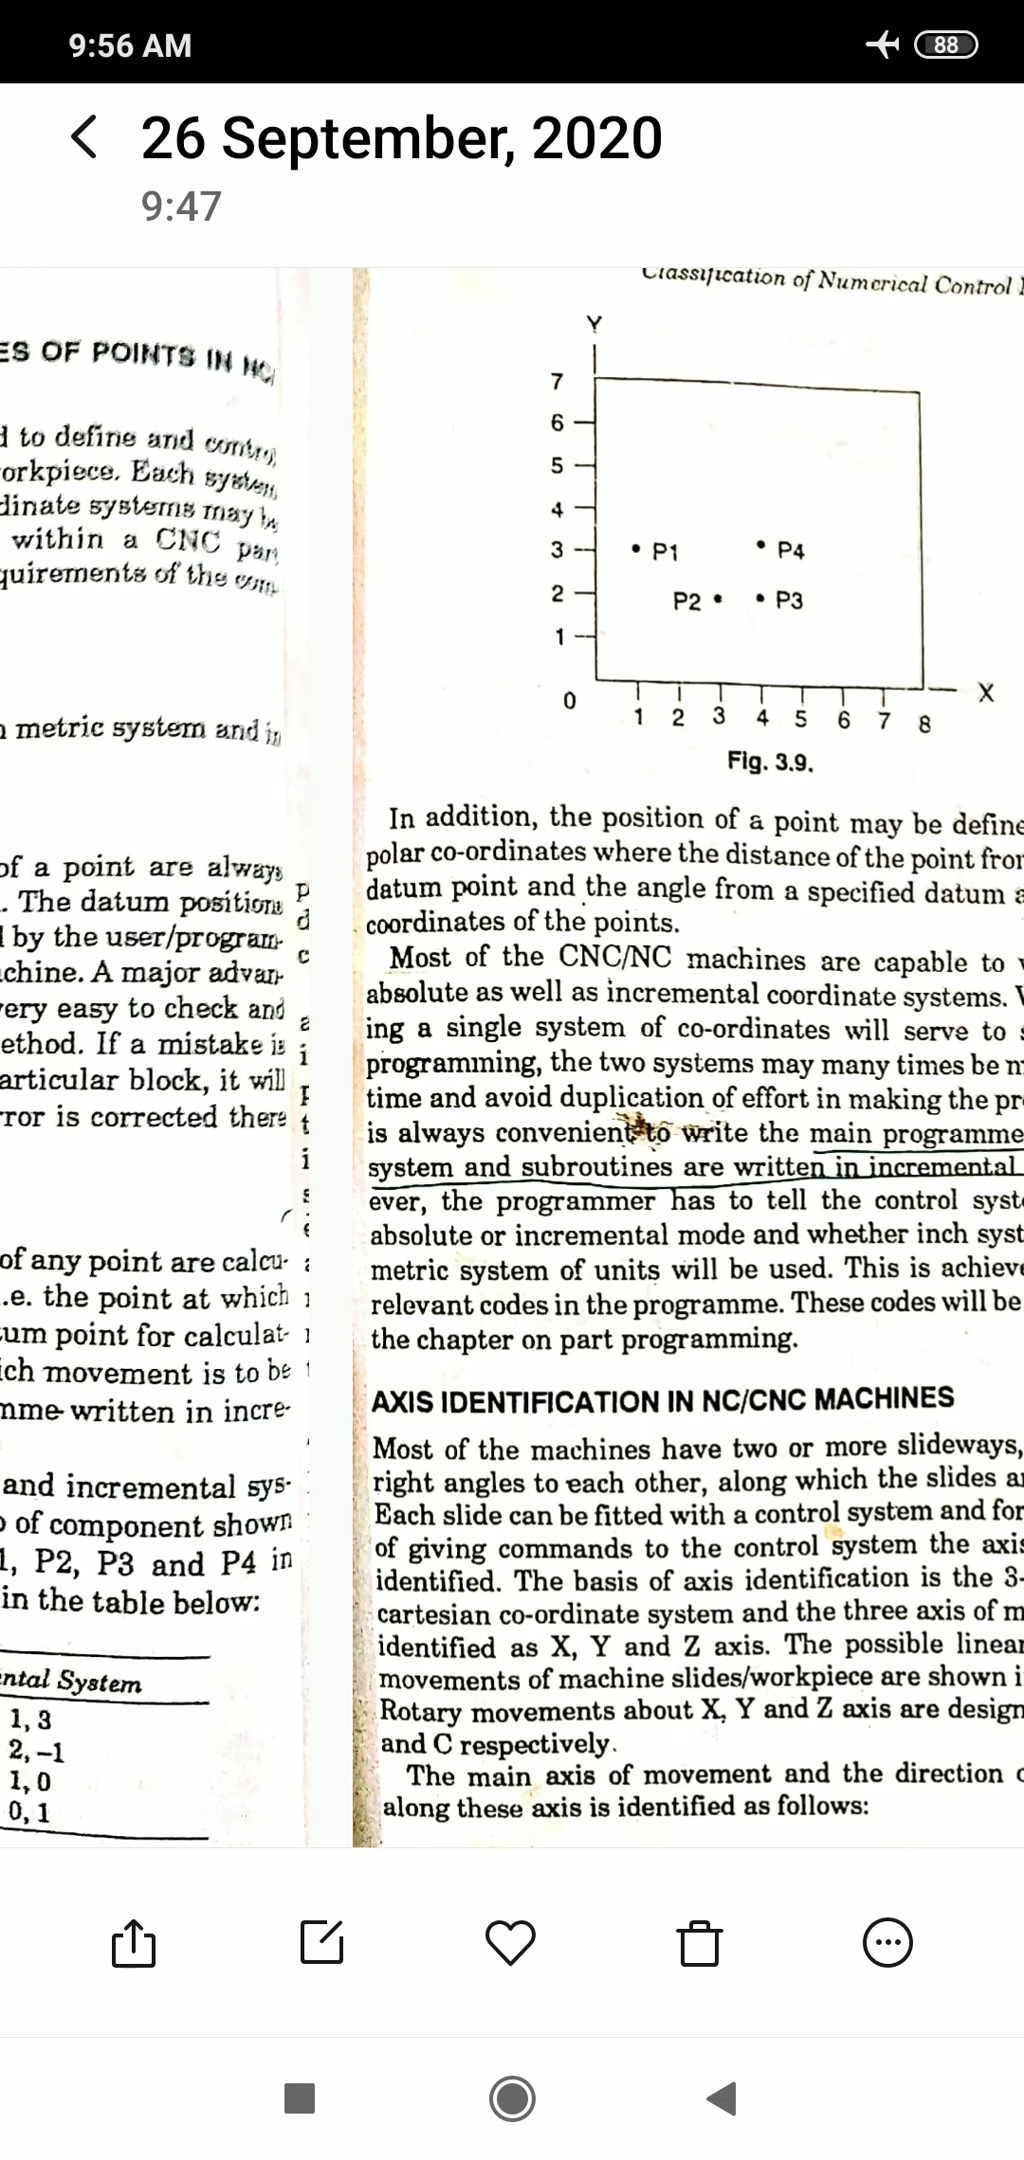 9:56 AM
88
26 September, 2020
9:47
ES OF POINTS IN NC
d to define and control
orkpiece. Each system
dinate systems may be
within a CNC part
quirements of the com-
n metric system and in
of a point are always
. The datum positions
by the user/program-
chine. A major advan-
very easy to check and
ethod. If a mistake is
articular block, it will
rror is corrected there
of any point are calcu-
.e. the point at which
tum point for calculat-
ich movement is to be
mme written in incre-
and incremental sys-
o of component shown
1, P2, P3 and P4 in
in the table below:
ntal System
1, 3
2, –1
1, 0
0, 1
Classification of Numerical Control
Y
7
6
5
4
3
P1
P4
2
P2
P3
1
0
X
1 2 3 4 5 6 7 8
Fig. 3.9.
In addition, the position of a point may be define
polar co-ordinates where the distance of the point from
datum point and the angle from a specified datum a
coordinates of the points.
Most of the CNC/NC machines are capable to
absolute as well as incremental coordinate systems.
ing a single system of co-ordinates will serve to
programming, the two systems may many times be m
time and avoid duplication of effort in making the pr
is always convenient to write the main programme
system and subroutines are written in incremental
ever, the programmer has to tell the control syst
absolute or incremental mode and whether inch syst
metric system of units will be used. This is achieve
relevant codes in the programme. These codes will be
the chapter on part programming.
AXIS IDENTIFICATION IN NC/CNC MACHINES
Most of the machines have two or more slideways,
right angles to each other, along which the slides a
Each slide can be fitted with a control system and for
of giving commands to the control system the axis
identified. The basis of axis identification is the 3-
cartesian co-ordinate system and the three axis of m
identified as X, Y and Z axis. The possible linear
movements of machine slides/workpiece are shown i
Rotary movements about X, Y and Z axis are design
and C respectively.
The main axis of movement and the direction o
along these axis is identified as follows: